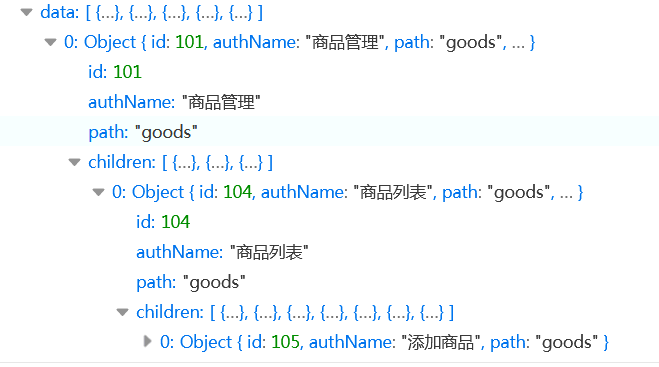 data: [ {…}, {…}, {…}, {…}, {…} ]
0: Object { id: 101, authName: "商品管理", path: "goods", … }
id: 101
authName: "商品管理"
path: "goods"
children: [ {…}, {…}, {…} ]
0: Object { id: 104, authName: "商品列表", path: "goods", … }
id: 104
authName: "商品列表"
path: "goods"
children: [ {…}, {…}, {…}, {…}, {…}, {…}, {…} ]
0: Object { id: 105, authName: "添加商品", path: "goods" }